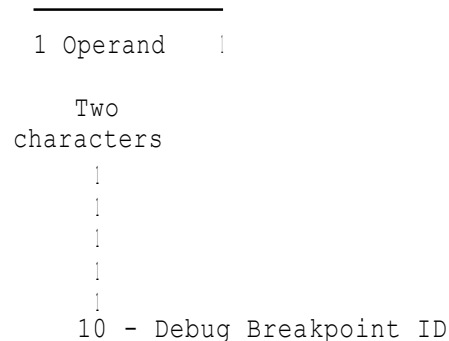 1 Operand
Two
characters
10 - Debug Breakpoint ID